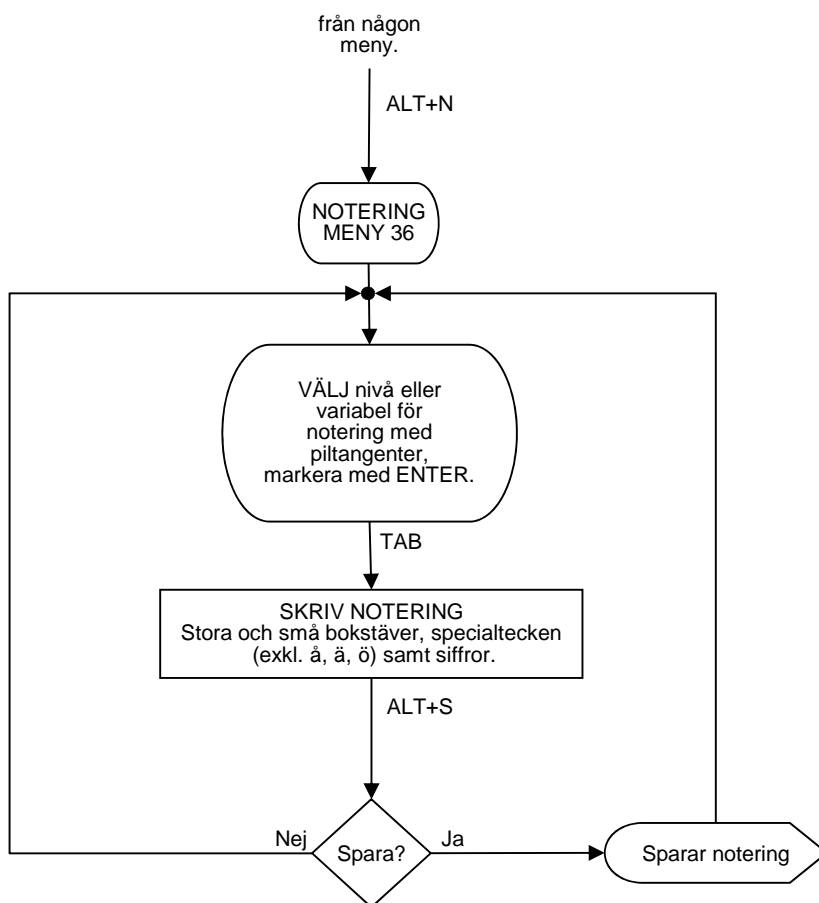 från någon
meny.
ALT+N
NOTERING
MENY 36
VÄLJ nivå eller
variabel för
notering med
piltangenter,
markera med ENTER.
TAB
SKRIV NOTERING
Stora och små bokstäver, specialtecken
(exkl. å, ä, ö) samt siffror.
ALT+S
Nej
Spara?
Ja
Sparar notering